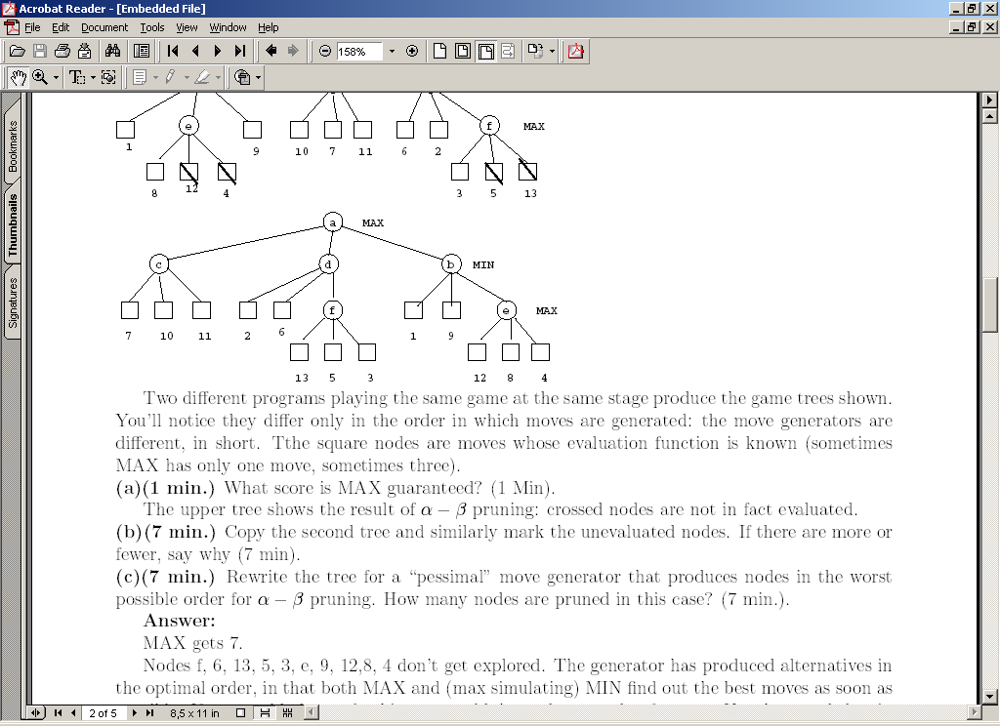 Acrobat Reader - [Embedded File]
File Edit Document Tools View Window Help
158%
Bookmarks
Thumbnails
Signatures
e f MAX
1 9 10 7 11 6 2
8 12 4 3 5 13
a MAX
c d b MIN
f e MAX
7 10 11 2 6 1 9
13 5 3 12 8 4
Two different programs playing the same game at the same stage produce the game trees shown.
You'll notice they differ only in the order in which moves are generated: the move generators are
different, in short. Tthe square nodes are moves whose evaluation function is known (sometimes
MAX has only one move, sometimes three).
(a)(1 min.) What score is MAX guaranteed? (1 Min).
The upper tree shows the result of α − β pruning: crossed nodes are not in fact evaluated.
(b)(7 min.) Copy the second tree and similarly mark the unevaluated nodes. If there are more or
fewer, say why (7 min).
(c)(7 min.) Rewrite the tree for a “pessimal” move generator that produces nodes in the worst
possible order for α − β pruning. How many nodes are pruned in this case? (7 min.).
Answer:
MAX gets 7.
Nodes f, 6, 13, 5, 3, e, 9, 12,8, 4 don't get explored. The generator has produced alternatives in
the optimal order, in that both MAX and (max simulating) MIN find out the best moves as soon as
2 of 5 8,5 x 11 in